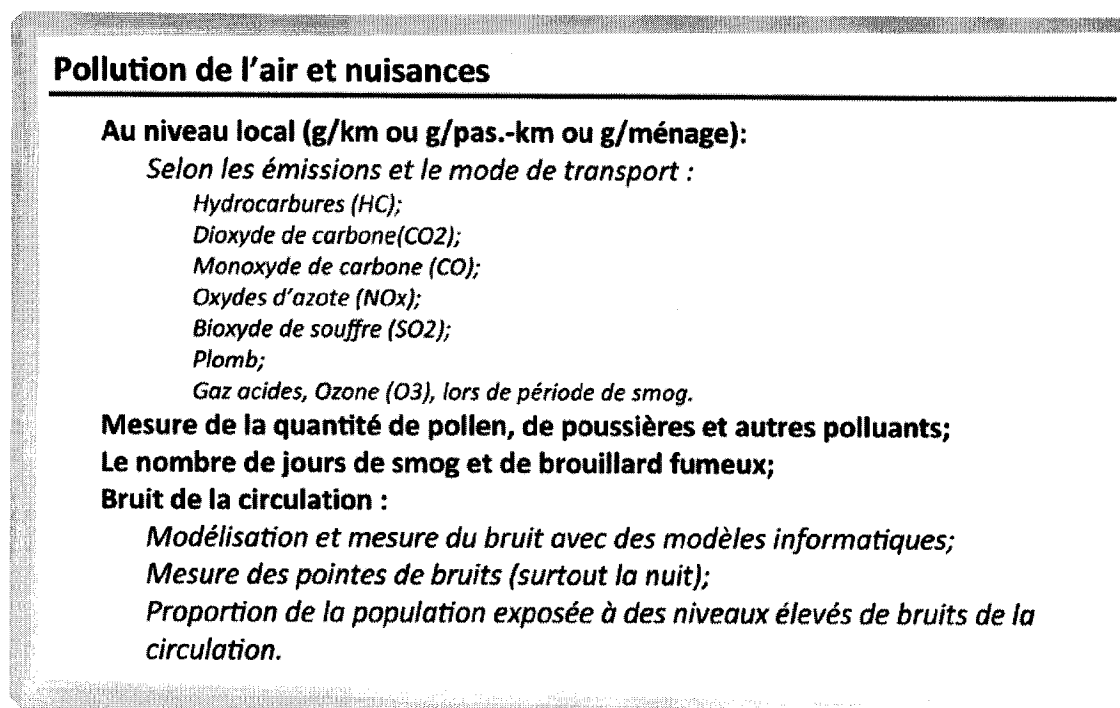 Pollution de l'air et nuisances
Au niveau local (g/km ou g/pas.-km ou g/ménage):
Selon les émissions et le mode de transport :
Hydrocarbures (HC);
Dioxyde de carbone(CO2);
Monoxyde de carbone (CO);
Oxydes d'azote (NOx);
Bioxyde de souffre (SO2);
Plomb;
Gaz acides, Ozone (O3), lors de période de smog.
Mesure de la quantité de pollen, de poussières et autres polluants;
Le nombre de jours de smog et de brouillard fumeux;
Bruit de la circulation :
Modélisation et mesure du bruit avec des modèles informatiques;
Mesure des pointes de bruits (surtout la nuit);
Proportion de la population exposée à des niveaux élevés de bruits de la
circulation.